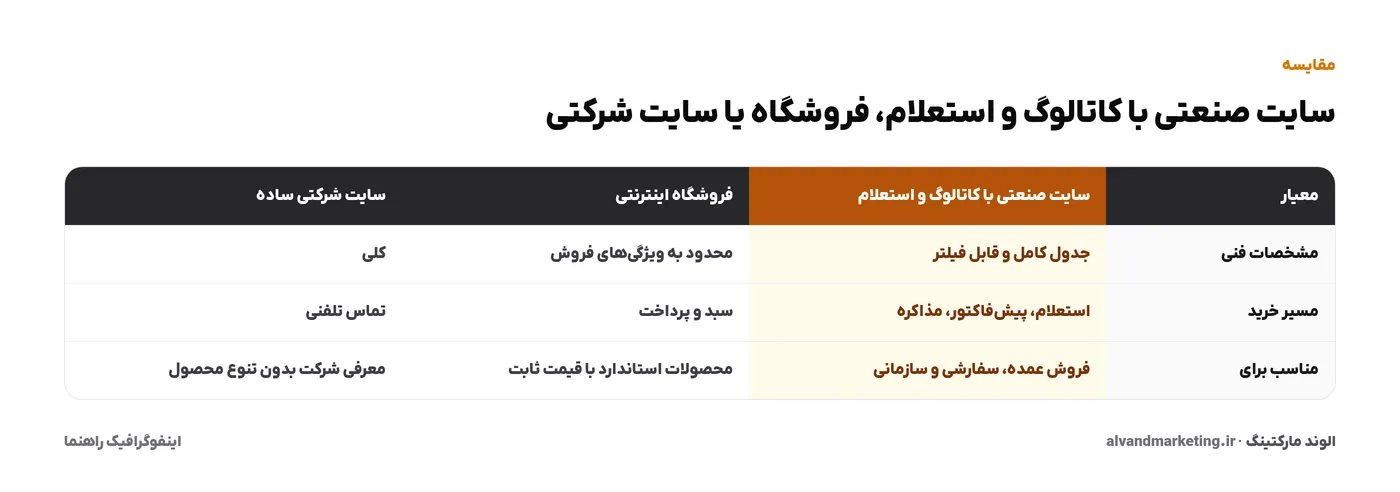 مقایسه
سایت صنعتی با کاتالوگ و استعلام، فروشگاه یا سایت شرکتی
معیار سایت صنعتی با کاتالوگ و استعلام فروشگاه اینترنتی سایت شرکتی ساده
مشخصات فنی جدول کامل و قابل فیلتر محدود به ویژگی‌های فروش کلی
مسیر خرید استعلام، پیش‌فاکتور، مذاکره سبد و پرداخت تماس تلفنی
مناسب برای فروش عمده، سفارشی و سازمانی محصولات استاندارد با قیمت ثابت معرفی شرکت بدون تنوع محصول
الوند مارکتینگ · alvandmarketing.ir اینفوگرافیک راهنما